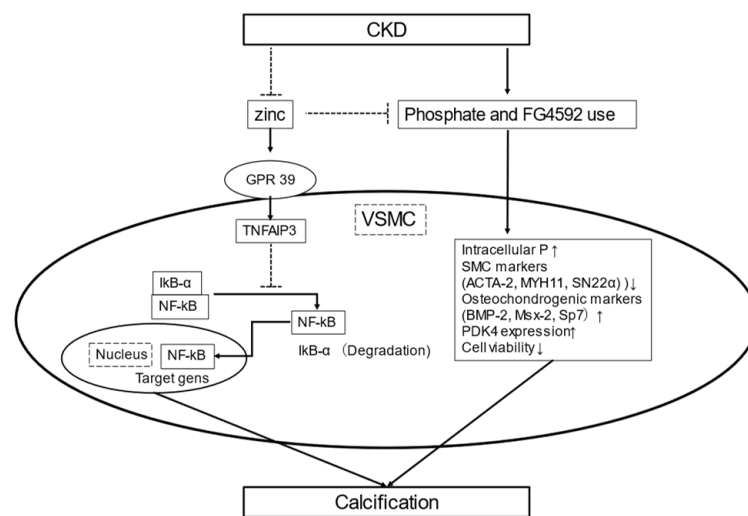 CKD
zinc
Phosphate and FG4592 use
GPR 39
TNFAIP3
VSMC
IkB-α
NF-kB
NF-kB
IkB-α （Degradation)
Nucleus
NF-kB
Target gens
Intracellular P↑
SMC markers
(ACTA-2, MYH11, SN22α) )↓
Osteochondrogenic markers
(BMP-2, Msx-2, Sp7）↑
PDK4 expression↑
Cell viability↓
Calcification